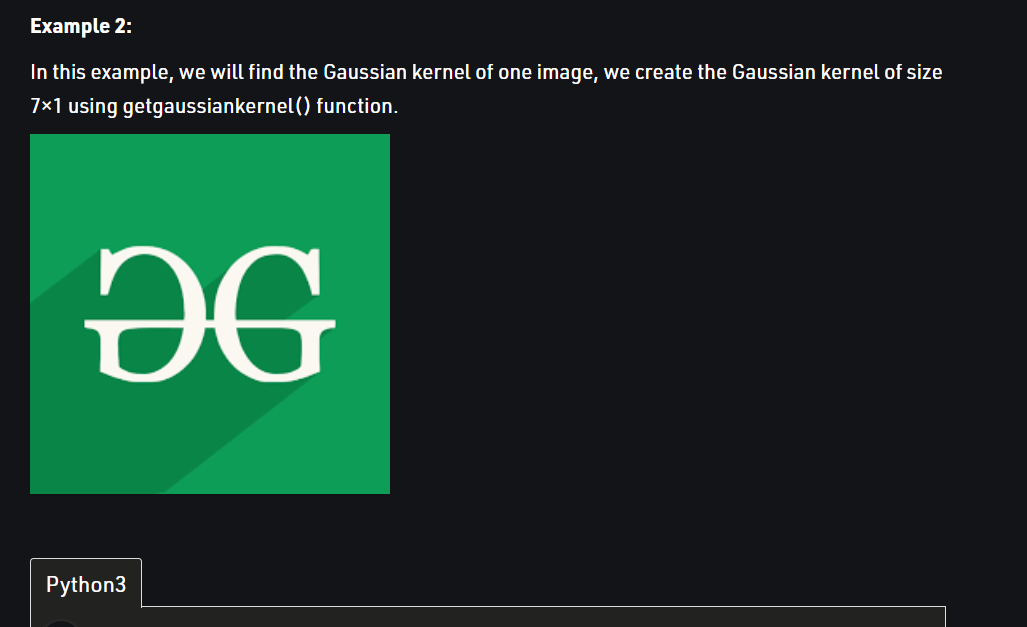 Example 2:
In this example, we will find the Gaussian kernel of one image, we create the Gaussian kernel of size
7×1 using getgaussiankernel() function.
Python3